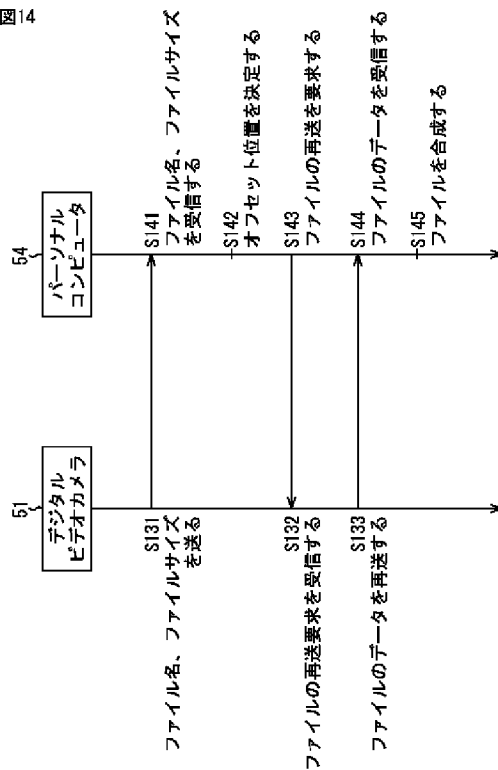 図14
51
デジタル
ビデオカメラ
54
パーソナル
コンピュータ
S131
ファイル名、ファイルサイズ
を送る
S141
ファイル名、ファイルサイズ
を受信する
S142
オフセット位置を決定する
S132
ファイルの再送要求を受信する
S143
ファイルの再送を要求する
S133
ファイルのデータを再送する
S144
ファイルのデータを受信する
S145
ファイルを合成する